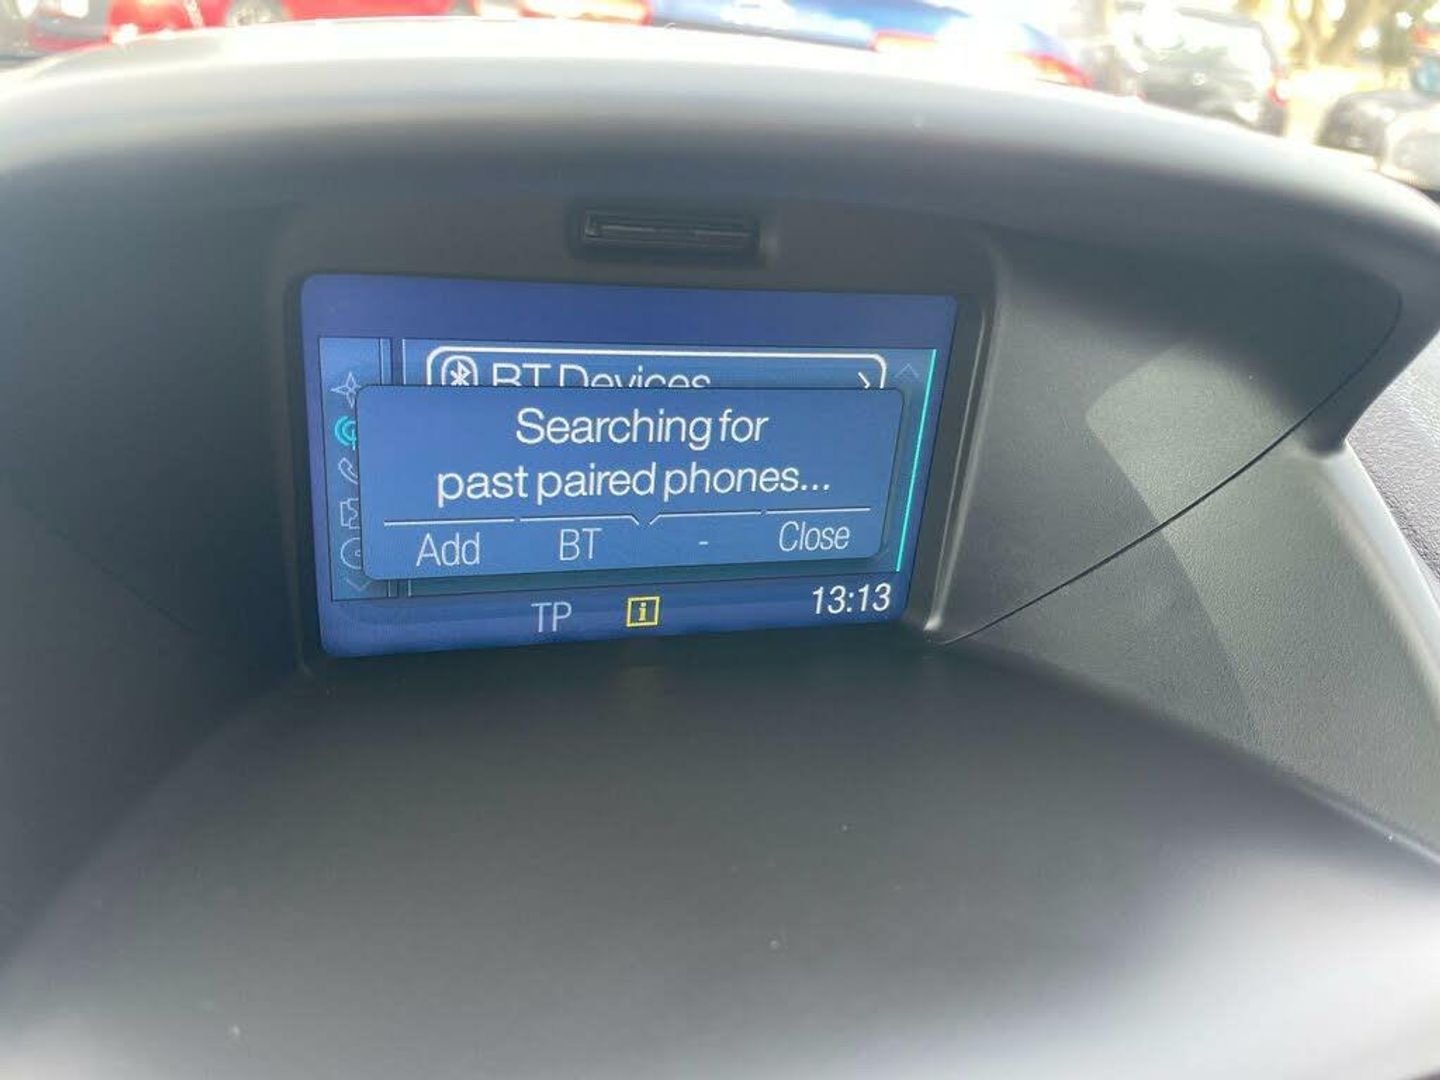 BT Devices
Searching for
past paired phones...
Add BT - Close
TP i 13:13